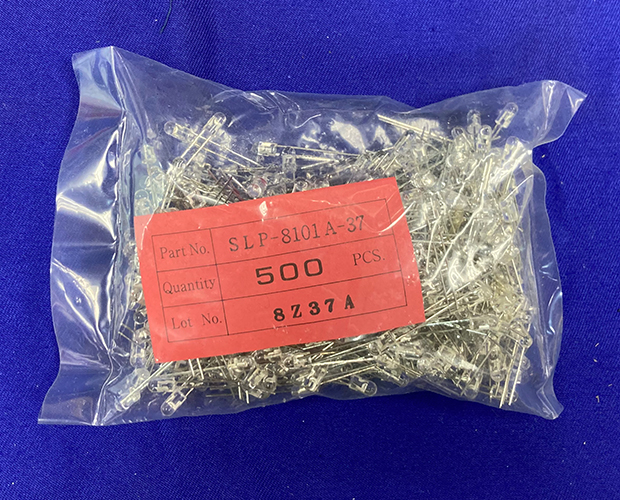 Part No. SLP-8101A-37
Quantity 500 PCS.
Lot No. 8Z37A